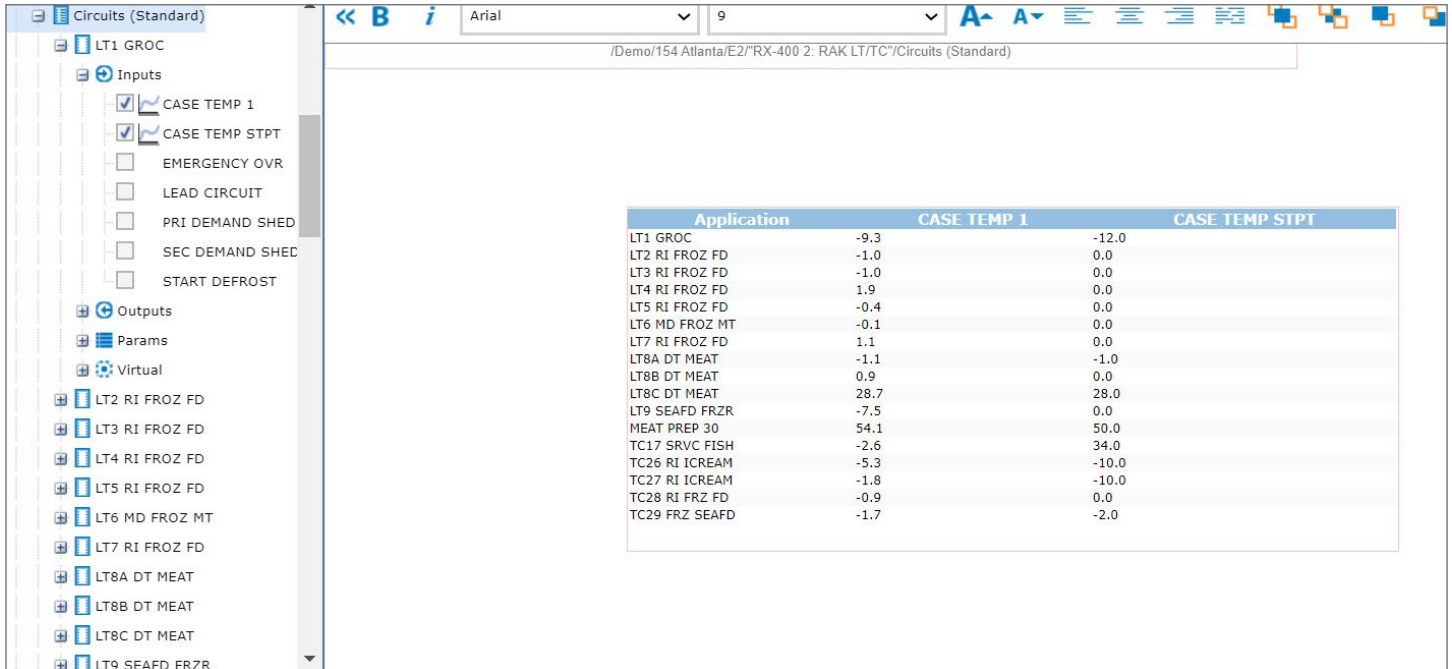 Circuits (Standard)
LT1 GROC
Inputs
CASE TEMP 1
CASE TEMP STPT
EMERGENCY OVR
LEAD CIRCUIT
PRI DEMAND SHED
SEC DEMAND SHED
START DEFROST
Outputs
Params
Virtual
LT2 RI FROZ FD
LT3 RI FROZ FD
LT4 RI FROZ FD
LT5 RI FROZ FD
LT6 MD FROZ MT
LT7 RI FROZ FD
LT8A DT MEAT
LT8B DT MEAT
LT8C DT MEAT
LT9 SEAFD FRZR
B i Arial 9 A A
/Demo/154 Atlanta/E2/"RX-400 2: RAK LT/TC"/Circuits (Standard)
Application CASE TEMP 1 CASE TEMP STPT
LT1 GROC -9.3 -12.0
LT2 RI FROZ FD -1.0 0.0
LT3 RI FROZ FD -1.0 0.0
LT4 RI FROZ FD 1.9 0.0
LT5 RI FROZ FD -0.4 0.0
LT6 MD FROZ MT -0.1 0.0
LT7 RI FROZ FD 1.1 0.0
LT8A DT MEAT -1.1 -1.0
LT8B DT MEAT 0.9 0.0
LT8C DT MEAT 28.7 28.0
LT9 SEAFD FRZR -7.5 0.0
MEAT PREP 30 54.1 50.0
TC17 SRVC FISH -2.6 34.0
TC26 RI ICREAM -5.3 -10.0
TC27 RI ICREAM -1.8 -10.0
TC28 RI FRZ FD -0.9 0.0
TC29 FRZ SEAFD -1.7 -2.0